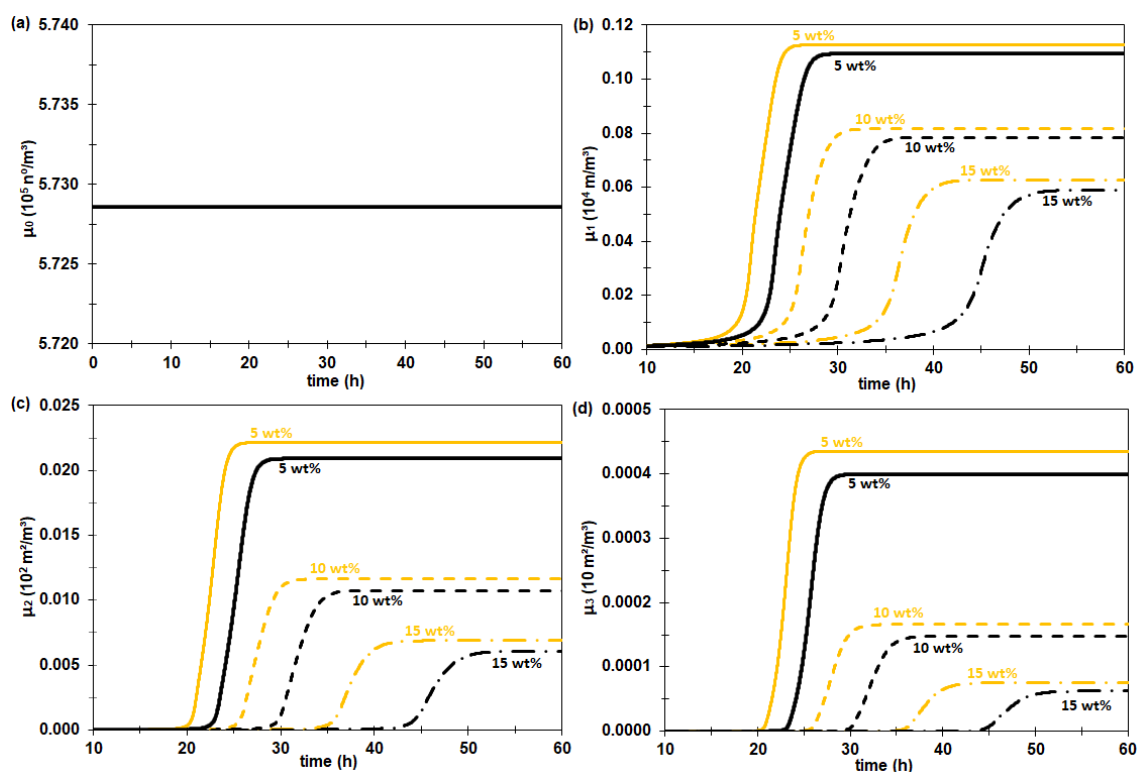 (a)
5.740
5.735
5.730
5.725
5.720
μ₀ (10⁵ nº/m³)
0 10 20 30 40 50 60
time (h)
(b)
0.12
0.10
0.08
0.06
0.04
0.02
0.00
μ₁ (10⁴ m/m³)
5 wt%
5 wt%
10 wt%
10 wt%
15 wt%
15 wt%
10 20 30 40 50 60
time (h)
(c)
0.025
0.020
0.015
0.010
0.005
0.000
μ₂ (10² m²/m³)
5 wt%
5 wt%
10 wt%
10 wt%
15 wt%
15 wt%
10 20 30 40 50 60
time (h)
(d)
0.0005
0.0004
0.0003
0.0002
0.0001
0.0000
μ₃ (10 m²/m³)
5 wt%
5 wt%
10 wt%
10 wt%
15 wt%
15 wt%
10 20 30 40 50 60
time (h)